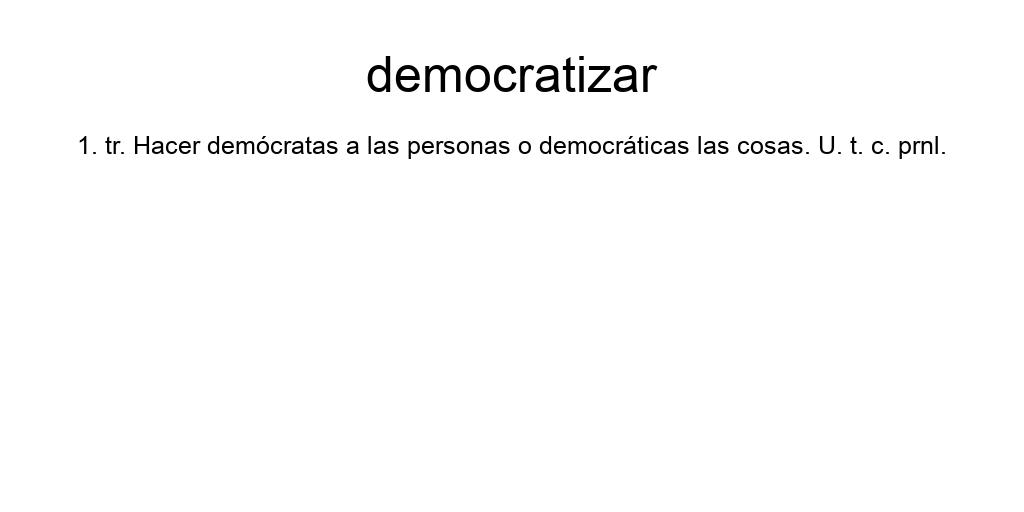 democratizar
1. tr. Hacer demócratas a las personas o democráticas las cosas. U. t. c. prnl.